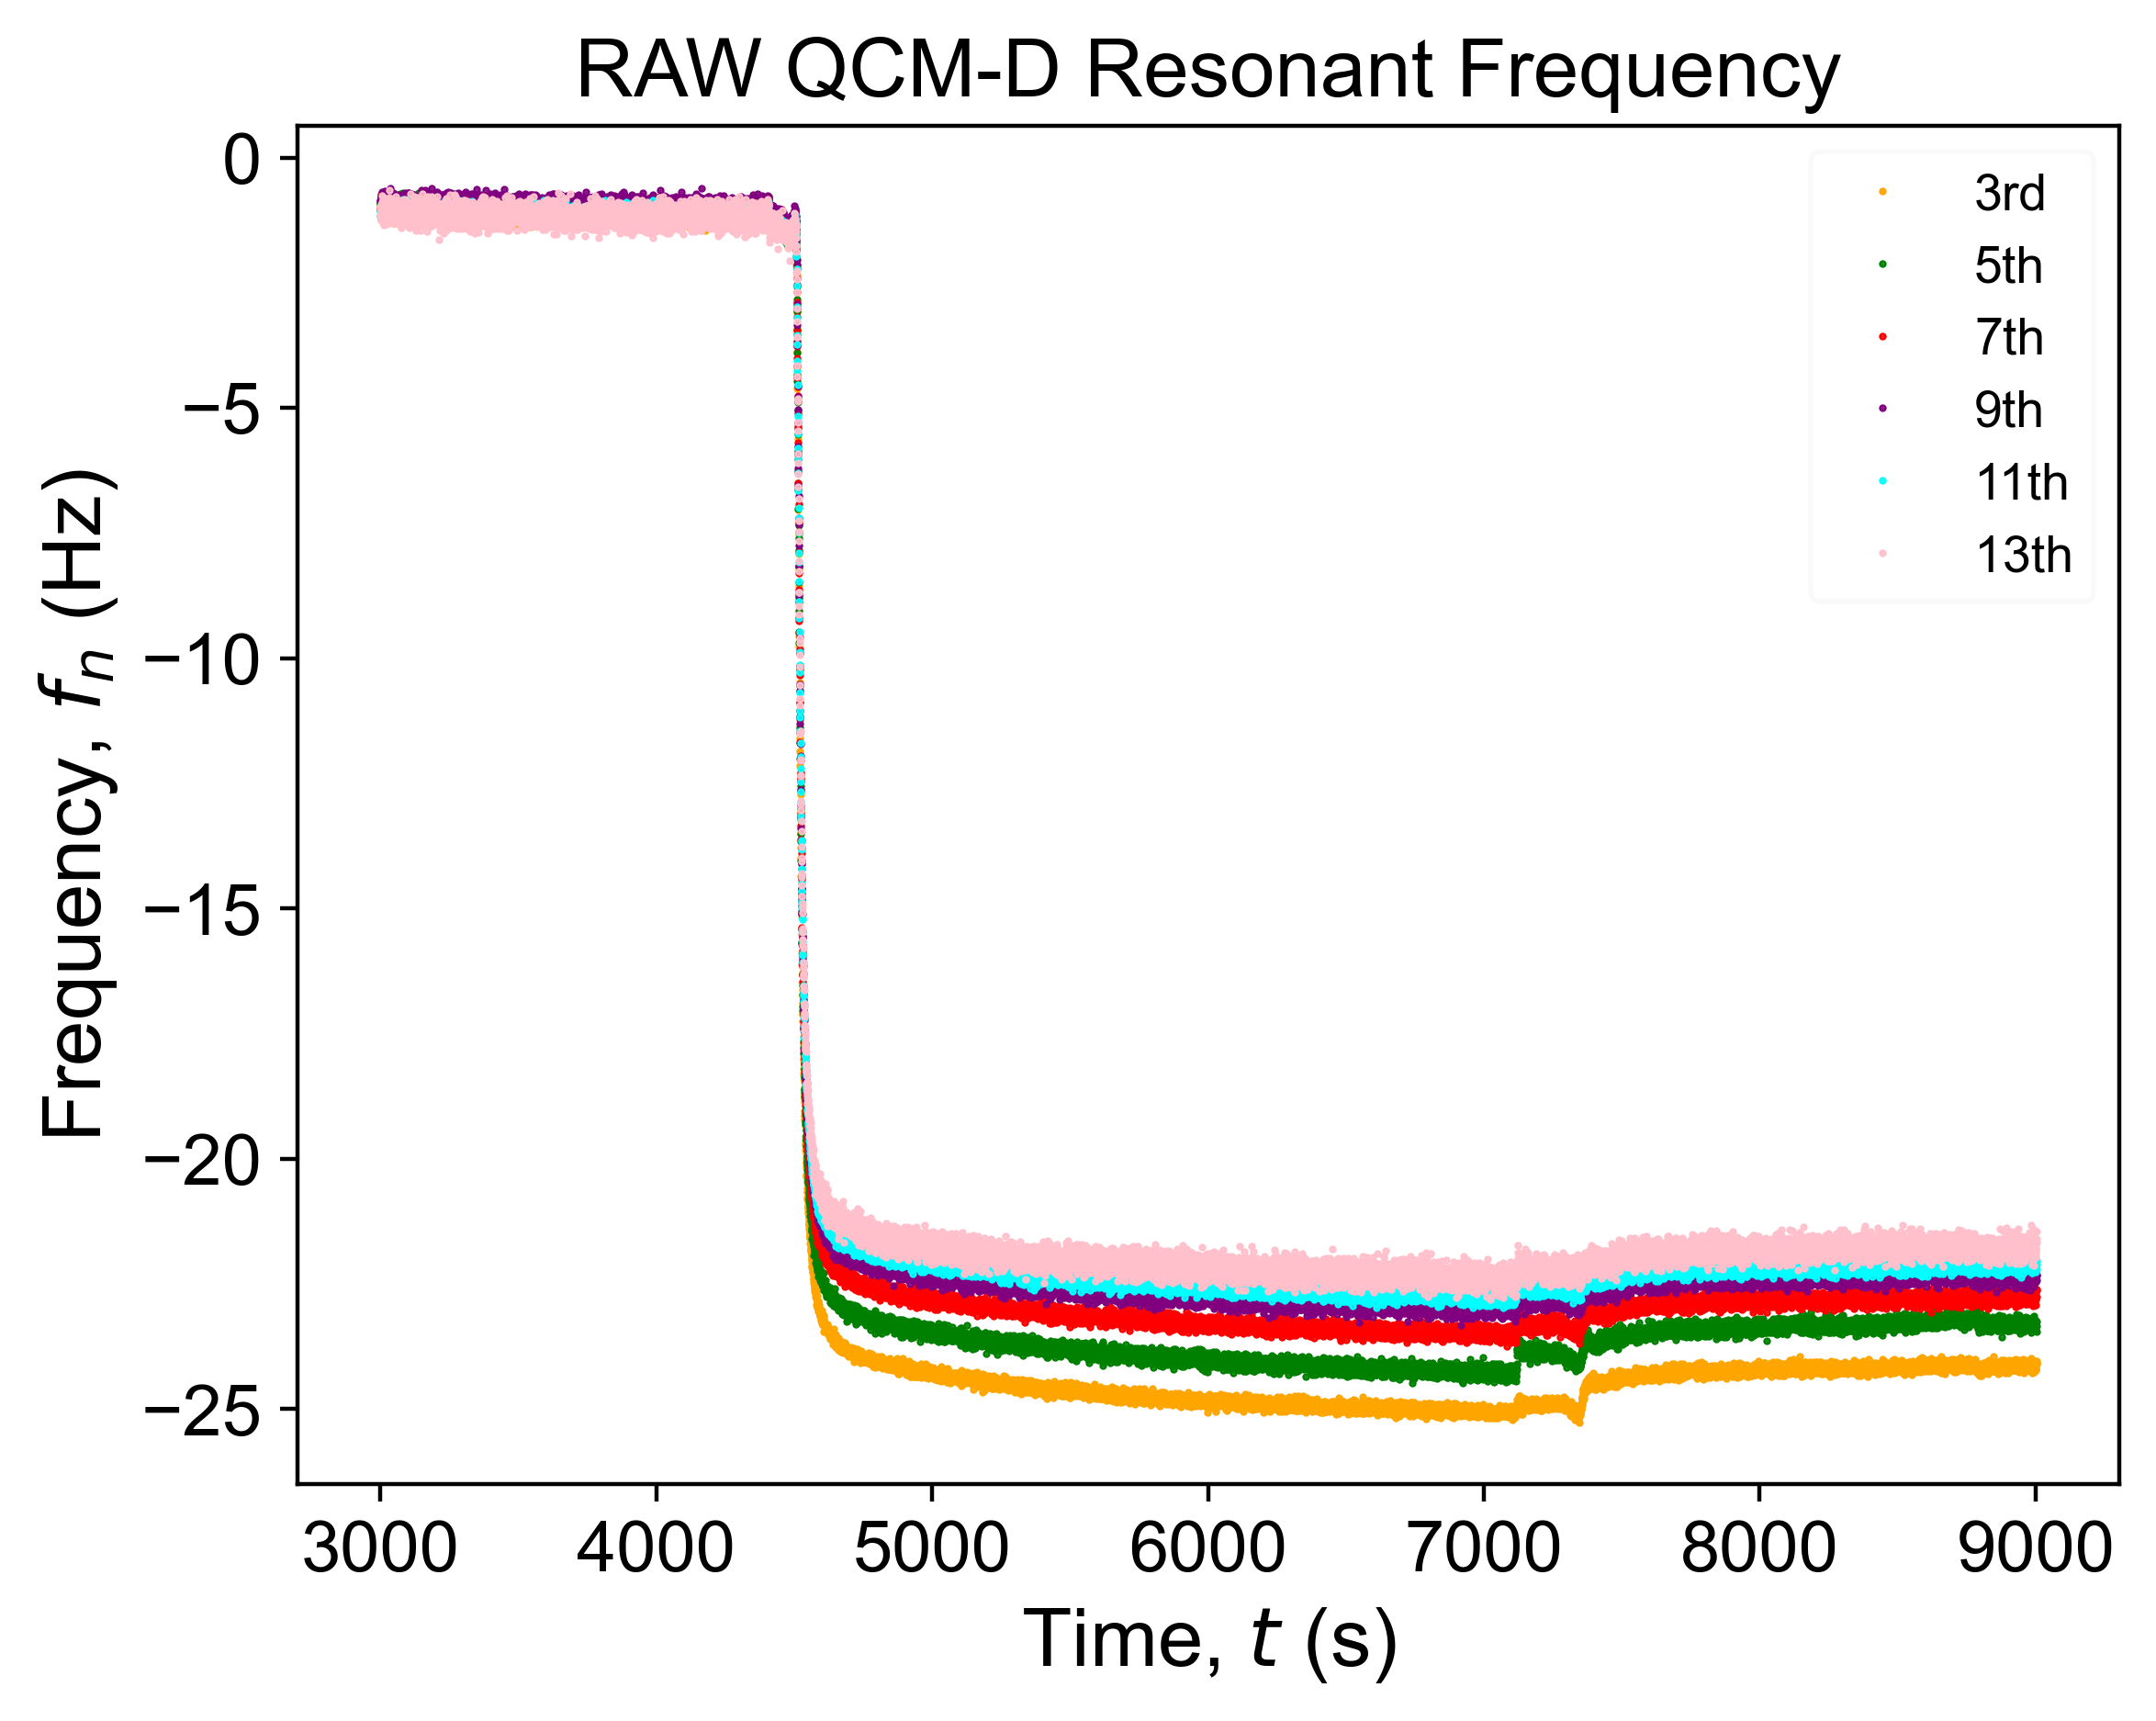 RAW QCM-D Resonant Frequency
Frequency, fn (Hz)
0
−5
−10
−15
−20
−25
3rd
5th
7th
9th
11th
13th
3000 4000 5000 6000 7000 8000 9000
Time, t (s)